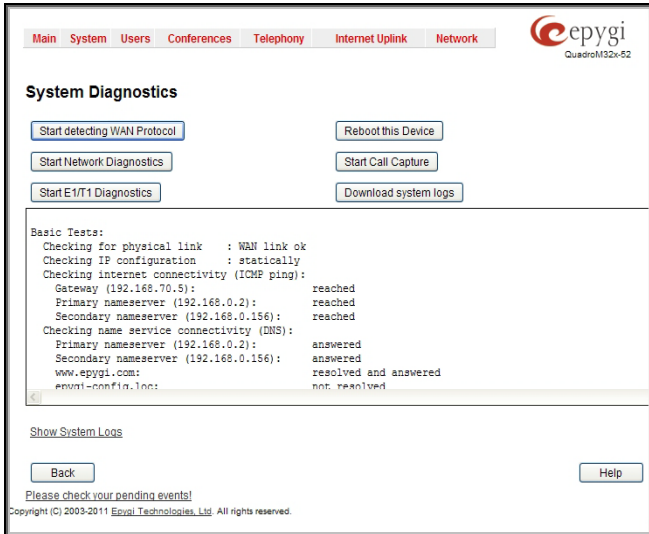 Main System Users Conferences Telephony Internet Uplink Network
epygi
QuadroM32x-52
System Diagnostics
Start detecting WAN Protocol Reboot this Device
Start Network Diagnostics Start Call Capture
Start E1/T1 Diagnostics Download system logs
Basic Tests:
Checking for physical link : WAN link ok
Checking IP configuration : statically
Checking internet connectivity (ICMP ping):
Gateway (192.168.70.5): reached
Primary nameserver (192.168.0.2): reached
Secondary nameserver (192.168.0.156): reached
Checking name service connectivity (DNS):
Primary nameserver (192.168.0.2): answered
Secondary nameserver (192.168.0.156): answered
www.epygi.com: resolved and answered
epygi-config.loc: not resolved
Show System Logs
Back Help
Please check your pending events!
Copyright (C) 2003-2011 Epygi Technologies, Ltd. All rights reserved.